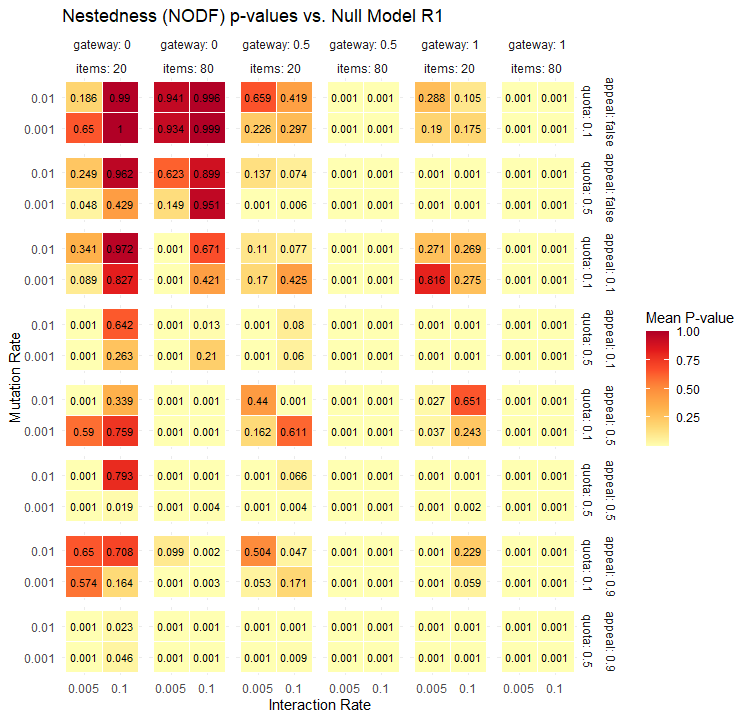 Nestedness (NODF) p-values vs. Null Model R1
gateway: 0 gateway: 0 gateway: 0.5 gateway: 0.5 gateway: 1 gateway: 1
items: 20 items: 80 items: 20 items: 80 items: 20 items: 80
0.01 0.186 0.99 0.941 0.996 0.659 0.419 0.001 0.001 0.288 0.105 0.001 0.001
0.001 0.65 1 0.934 0.999 0.226 0.297 0.001 0.001 0.19 0.175 0.001 0.001
quota: 0.1
appeal: false
0.01 0.249 0.962 0.623 0.899 0.137 0.074 0.001 0.001 0.001 0.001 0.001 0.001
0.001 0.048 0.429 0.149 0.951 0.001 0.006 0.001 0.001 0.001 0.001 0.001 0.001
quota: 0.5
appeal: false
0.01 0.341 0.972 0.001 0.671 0.11 0.077 0.001 0.001 0.271 0.269 0.001 0.001
0.001 0.089 0.827 0.001 0.421 0.17 0.425 0.001 0.001 0.816 0.275 0.001 0.001
quota: 0.1
appeal: 0.1
0.01 0.001 0.642 0.001 0.013 0.001 0.08 0.001 0.001 0.001 0.001 0.001 0.001
0.001 0.001 0.263 0.001 0.21 0.001 0.06 0.001 0.001 0.001 0.001 0.001 0.001
quota: 0.5
appeal: 0.1
0.01 0.001 0.339 0.001 0.001 0.44 0.001 0.001 0.001 0.027 0.651 0.001 0.001
0.001 0.59 0.759 0.001 0.001 0.162 0.611 0.001 0.001 0.037 0.243 0.001 0.001
quota: 0.1
appeal: 0.5
0.01 0.001 0.793 0.001 0.001 0.001 0.066 0.001 0.001 0.001 0.001 0.001 0.001
0.001 0.001 0.019 0.001 0.004 0.001 0.004 0.001 0.001 0.001 0.002 0.001 0.001
quota: 0.5
appeal: 0.5
0.01 0.65 0.708 0.099 0.002 0.504 0.047 0.001 0.001 0.001 0.229 0.001 0.001
0.001 0.574 0.164 0.001 0.003 0.053 0.171 0.001 0.001 0.001 0.059 0.001 0.001
quota: 0.1
appeal: 0.9
0.01 0.001 0.023 0.001 0.001 0.001 0.001 0.001 0.001 0.001 0.001 0.001 0.001
0.001 0.001 0.046 0.001 0.001 0.001 0.009 0.001 0.001 0.001 0.001 0.001 0.001
quota: 0.5
appeal: 0.9
0.005 0.1 0.005 0.1 0.005 0.1 0.005 0.1 0.005 0.1 0.005 0.1
Interaction Rate
Mutation Rate
Mean P-value
1.00
0.75
0.50
0.25